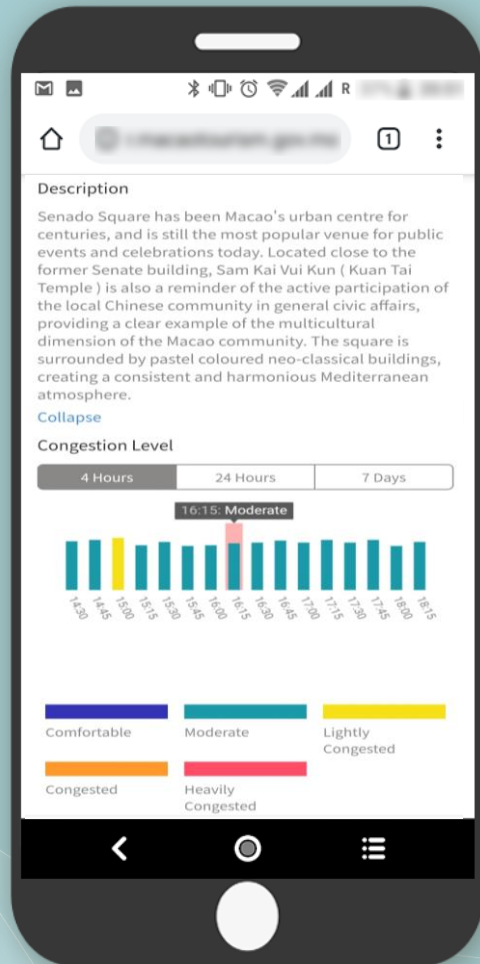 R
1
Description
Senado Square has been Macao's urban centre for
centuries, and is still the most popular venue for public
events and celebrations today. Located close to the
former Senate building, Sam Kai Vui Kun ( Kuan Tai
Temple ) is also a reminder of the active participation of
the local Chinese community in general civic affairs,
providing a clear example of the multicultural
dimension of the Macao community. The square is
surrounded by pastel coloured neo-classical buildings,
creating a consistent and harmonious Mediterranean
atmosphere.
Collapse
Congestion Level
4 Hours 24 Hours 7 Days
16:15: Moderate
14:30 14:45 15:00 15:15 15:30 15:45 16:00 16:15 16:30 16:45 17:00 17:15 17:30 17:45 18:00 18:15
Comfortable Moderate Lightly
Congested
Congested Heavily
Congested